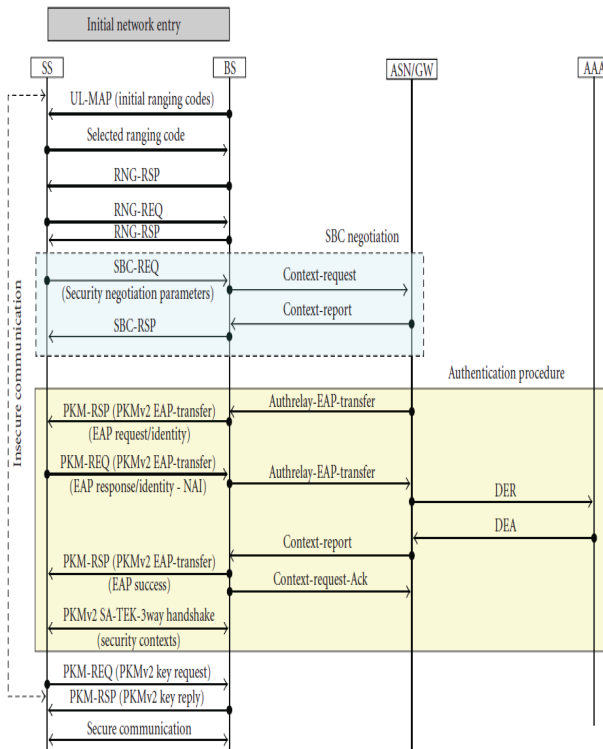 Initial network entry
SS
BS
ASN/GW
AAA
UL-MAP (initial ranging codes)
Selected ranging code
RNG-RSP
RNG-REQ
RNG-RSP
SBC negotiation
SBC-REQ
(Security negotiation parameters)
Context-request
Context-report
SBC-RSP
Insecure communication
Authentication procedure
Authrelay-EAP-transfer
PKM-RSP (PKMv2 EAP-transfer)
(EAP request/identity)
PKM-REQ (PKMv2 EAP-transfer)
(EAP response/identity - NAI)
Authrelay-EAP-transfer
DER
DEA
Context-report
PKM-RSP (PKMv2 EAP-transfer)
(EAP success)
Context-request-Ack
PKMv2 SA-TEK-3way handshake
(security contexts)
PKM-REQ (PKMv2 key request)
PKM-RSP (PKMv2 key reply)
Secure communication